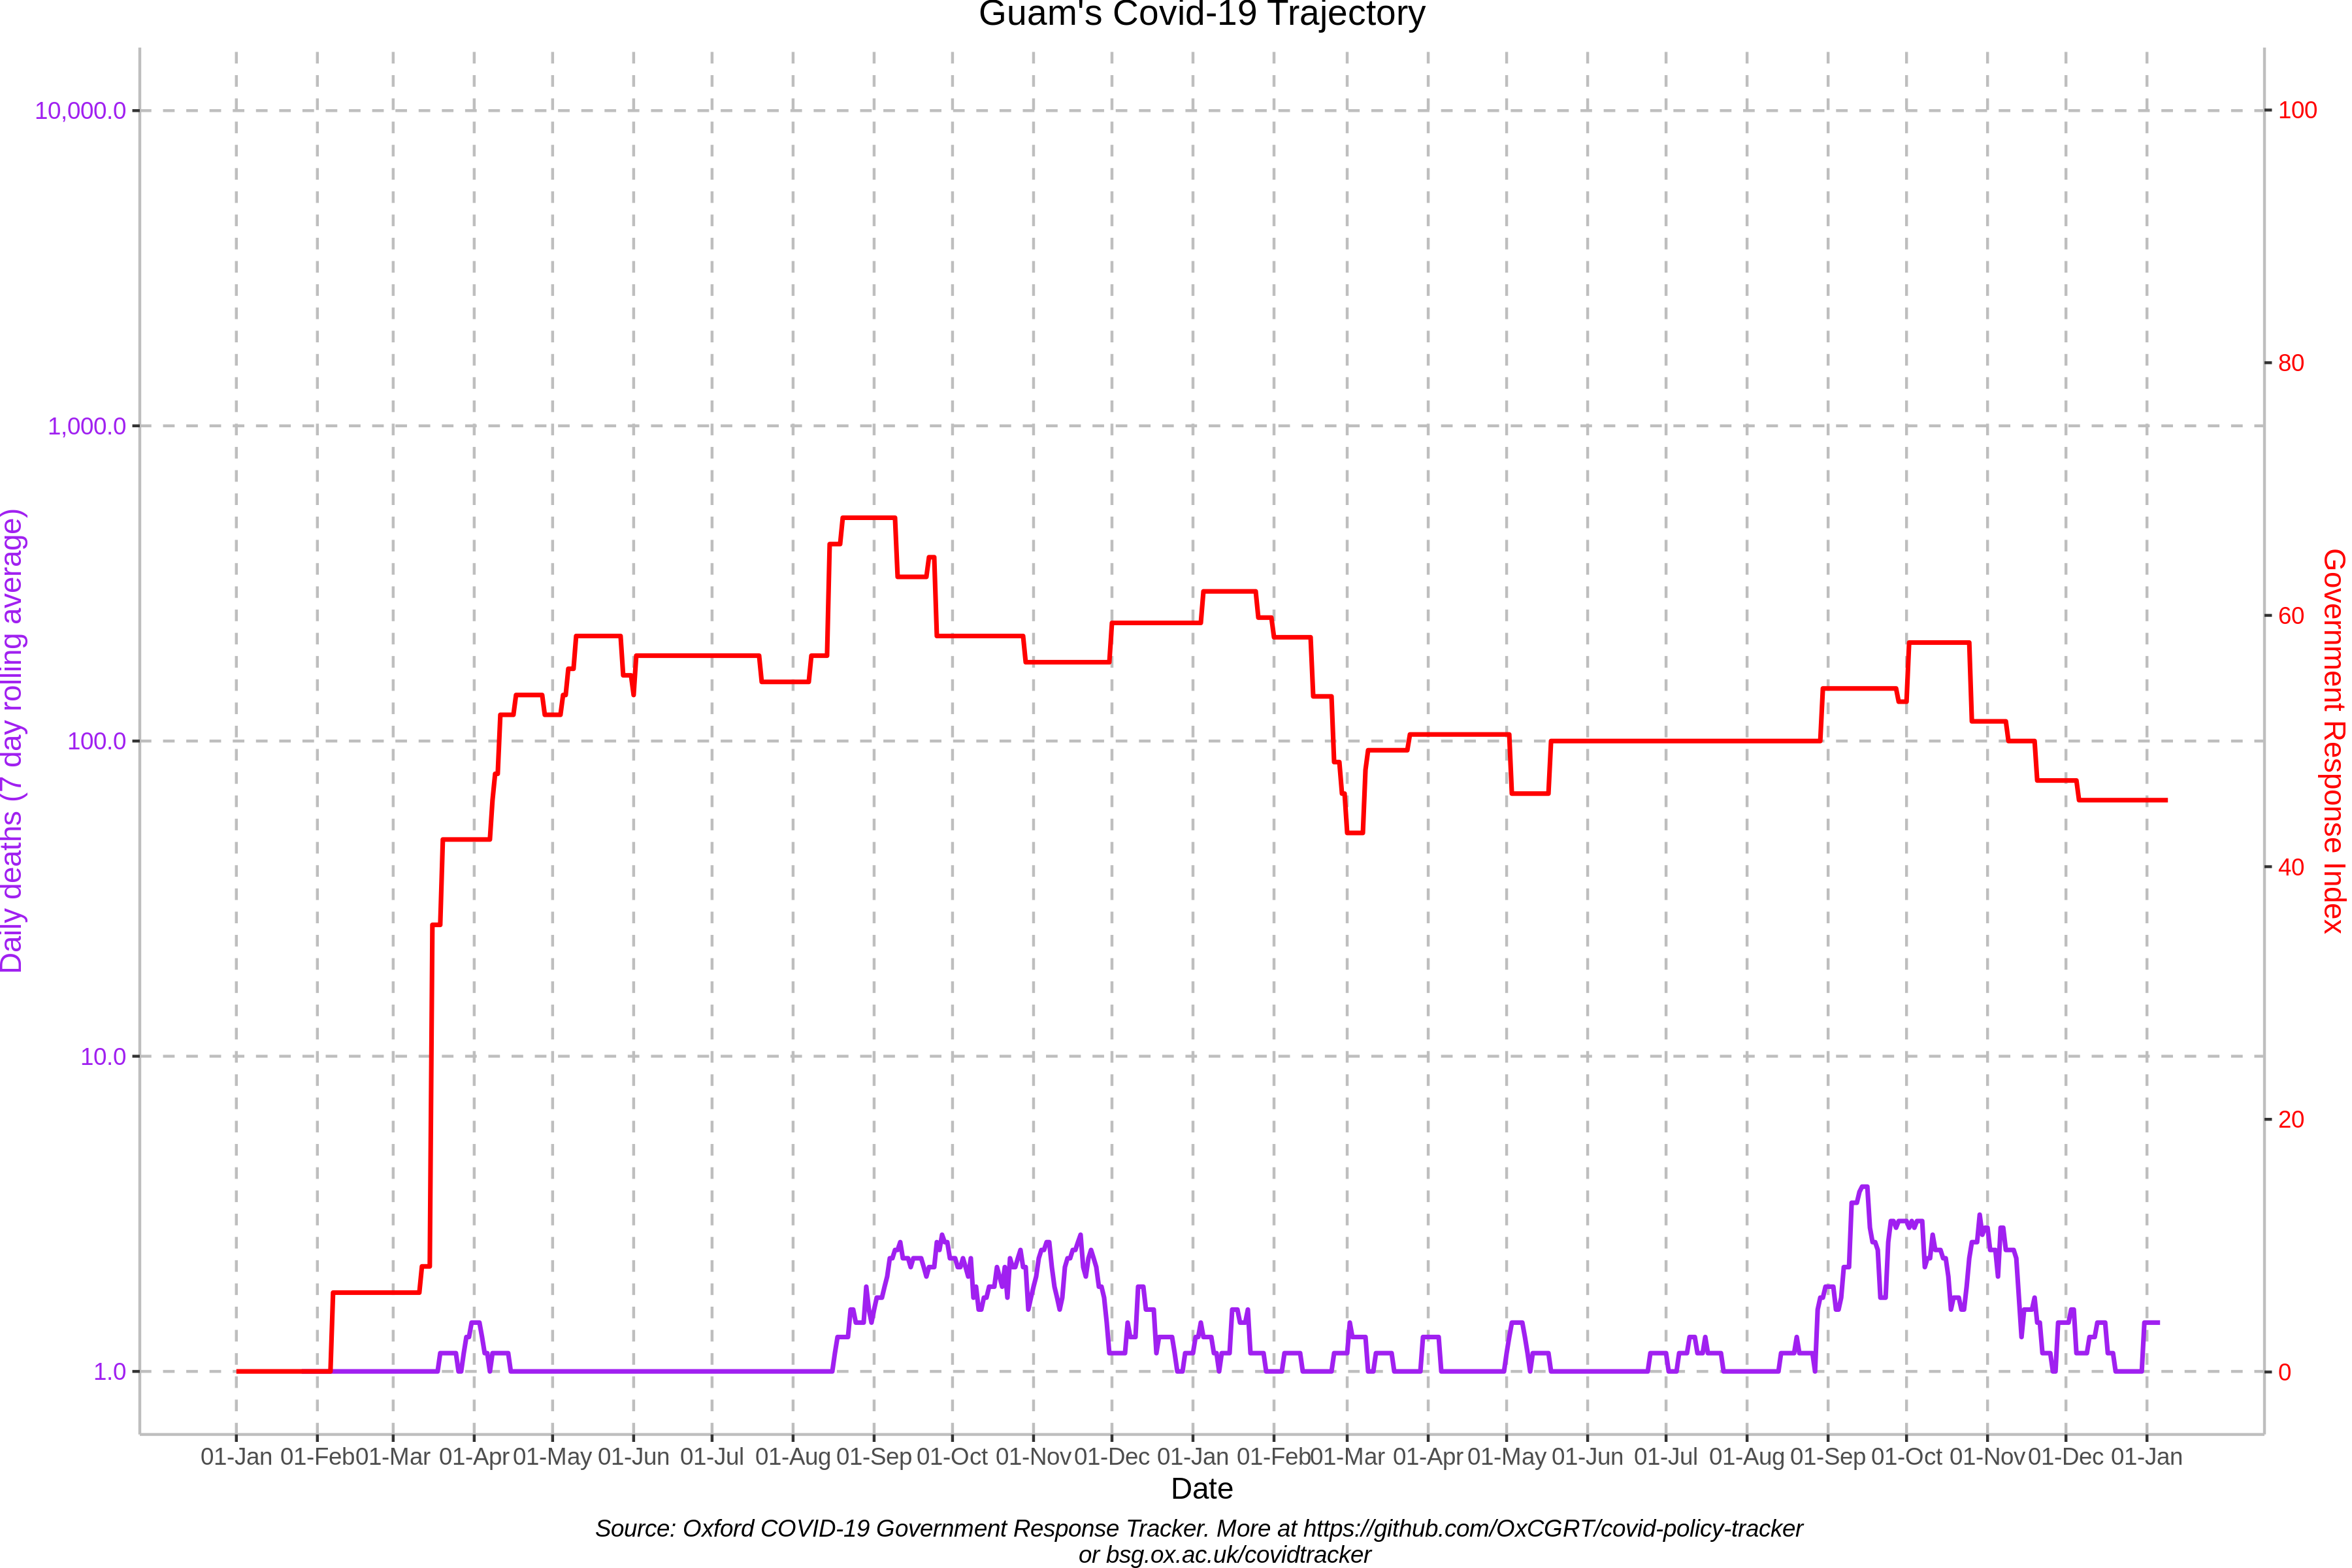 Guam's Covid-19 Trajectory
10,000.0
1,000.0
100.0
10.0
1.0
Daily deaths (7 day rolling average)
100
80
60
40
20
0
Government Response Index
01-Jan 01-Feb 01-Mar 01-Apr 01-May 01-Jun 01-Jul 01-Aug 01-Sep 01-Oct 01-Nov 01-Dec 01-Jan 01-Feb 01-Mar 01-Apr 01-May 01-Jun 01-Jul 01-Aug 01-Sep 01-Oct 01-Nov 01-Dec 01-Jan
Date
Source: Oxford COVID-19 Government Response Tracker. More at https://github.com/OxCGRT/covid-policy-tracker
or bsg.ox.ac.uk/covidtracker